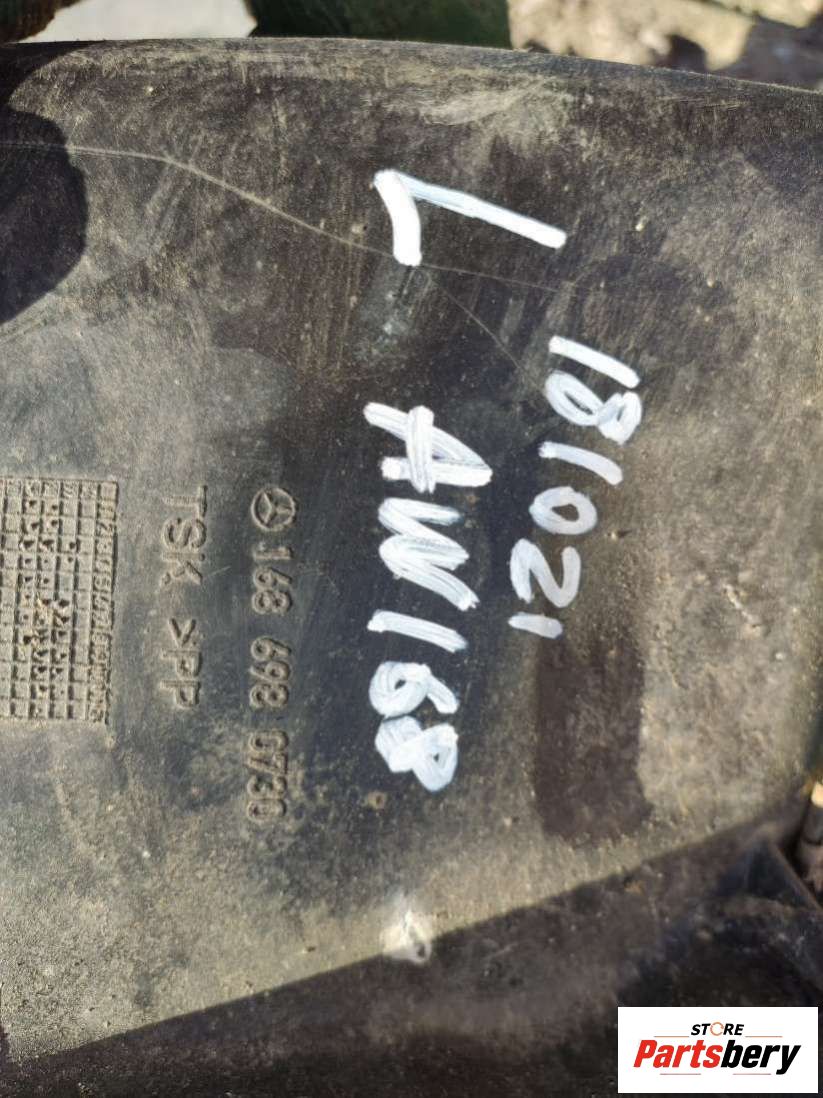 L
181021
AW168
168 698 0730
TSK >PP
STORE
Partsbery